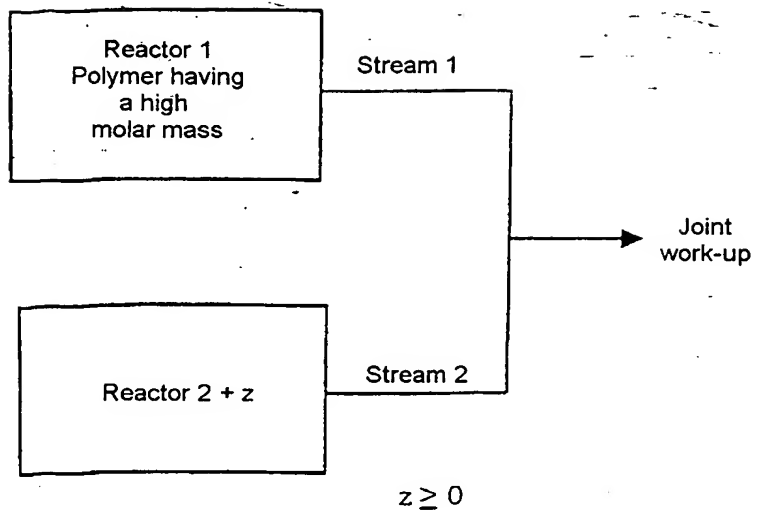 Reactor 1
Polymer having
a high
molar mass
Stream 1
Joint
work-up
Reactor 2 + z
Stream 2
z ≥ 0